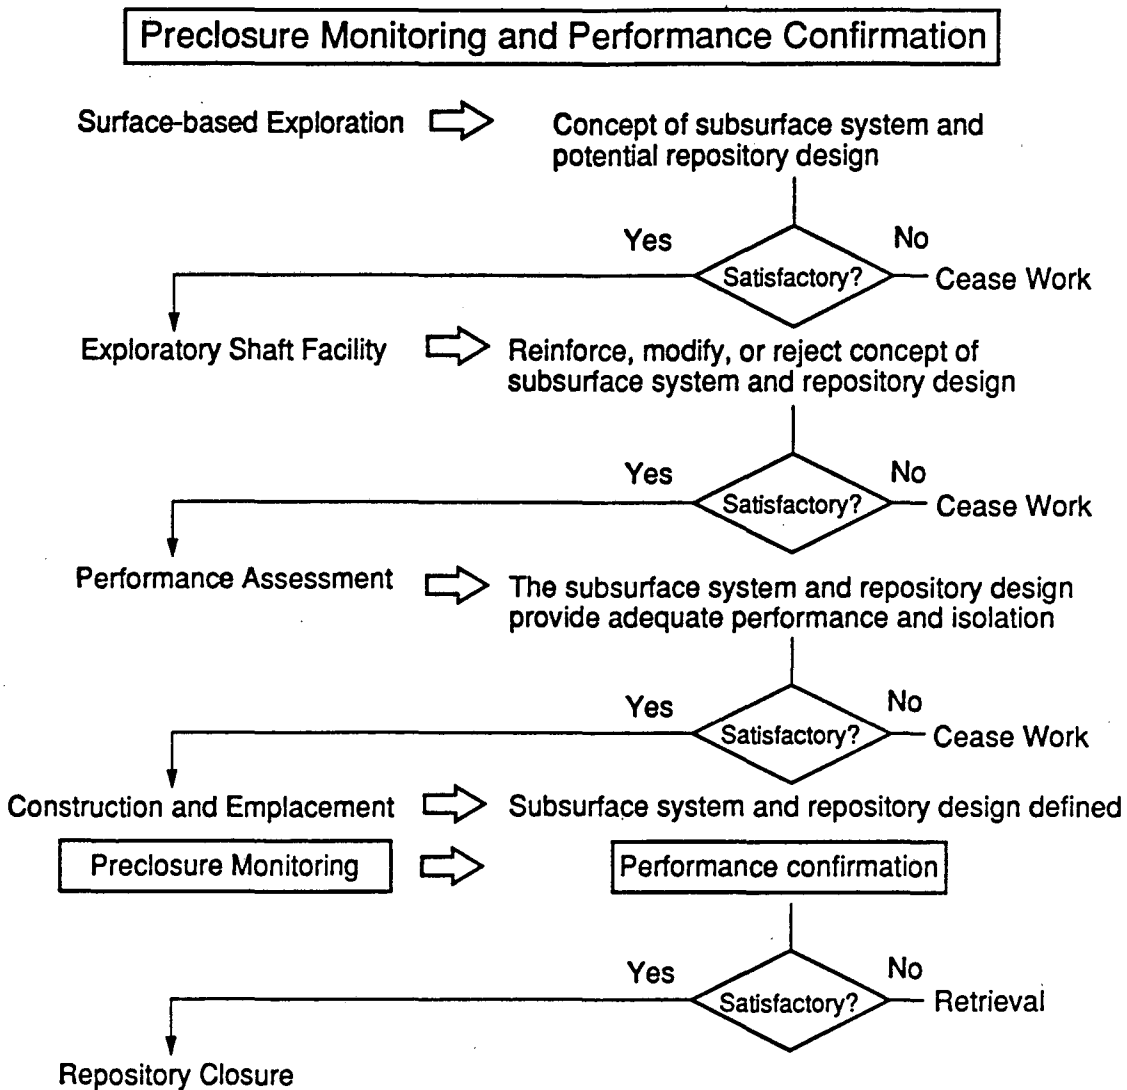 Preclosure Monitoring and Performance Confirmation
Surface-based Exploration
Concept of subsurface system and
potential repository design
Yes
No
Satisfactory?
Cease Work
Exploratory Shaft Facility
Reinforce, modify, or reject concept of
subsurface system and repository design
Yes
No
Satisfactory?
Cease Work
Performance Assessment
The subsurface system and repository design
provide adequate performance and isolation
Yes
No
Satisfactory?
Cease Work
Construction and Emplacement
Subsurface system and repository design defined
Preclosure Monitoring
Performance confirmation
Yes
No
Satisfactory?
Retrieval
Repository Closure